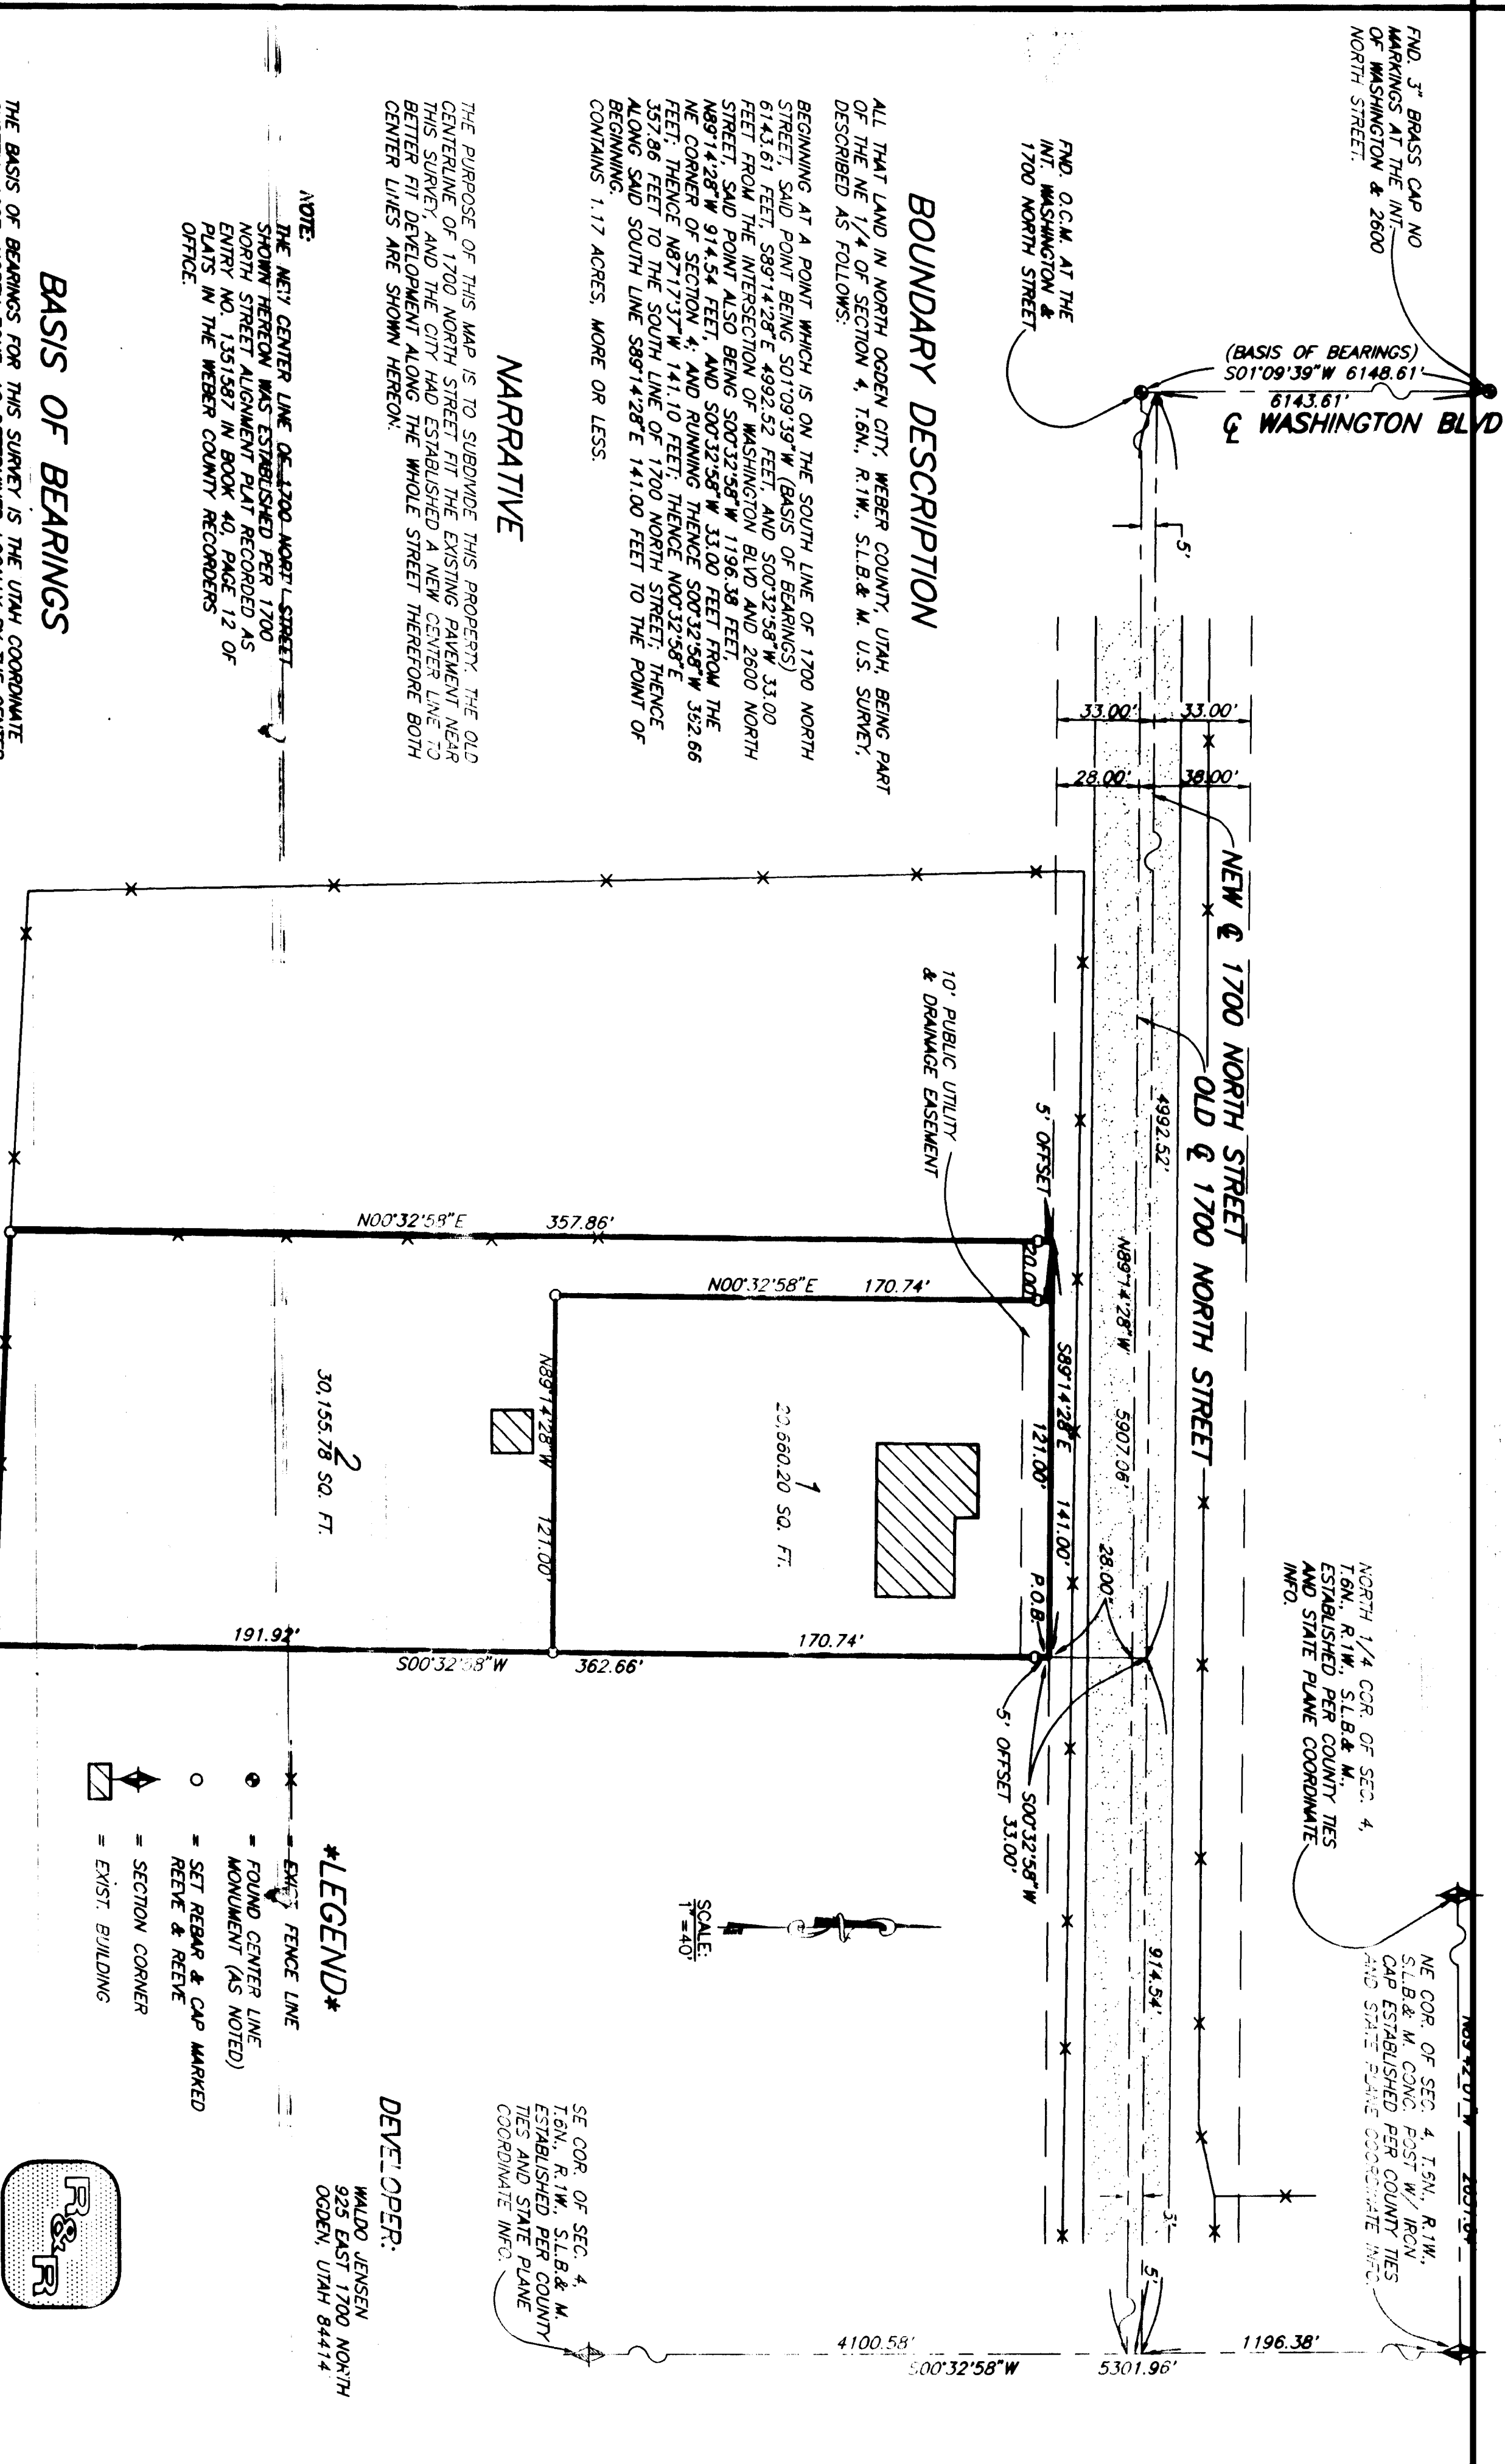 FND. 3" BRASS CAP NO
MARKINGS AT THE INT.
OF WASHINGTON & 2600
NORTH STREET.
(BASIS OF BEARINGS)
S01°09'39"W 6148.61'
6143.61'
℄ WASHINGTON BLVD
FND. O.C.M. AT THE
INT. WASHINGTON &
1700 NORTH STREET
5'
33.00'
33.00'
28.00'
38.00'
NEW ℄ 1700 NORTH STREET
OLD ℄ 1700 NORTH STREET
4992.52'
N89°14'28"W 5907.06'
914.54'
NORTH 1/4 COR. OF SEC. 4,
T.6N., R.1W., S.L.B.& M.,
ESTABLISHED PER COUNTY TIES
AND STATE PLANE COORDINATE
INFO.
NE COR. OF SEC. 4, T.6N., R.1W.,
S.L.B.& M. CONC. POST W/ IRON
CAP ESTABLISHED PER COUNTY TIES
AND STATE PLANE COORDINATE INFO.
5'
5'
1196.38'
5301.96'
S00°32'58"W
4100.58'
BOUNDARY DESCRIPTION
ALL THAT LAND IN NORTH OGDEN CITY, WEBER COUNTY, UTAH, BEING PART
OF THE NE 1/4 OF SECTION 4, T.6N., R.1W., S.L.B.& M. U.S. SURVEY,
DESCRIBED AS FOLLOWS:
BEGINNING AT A POINT WHICH IS ON THE SOUTH LINE OF 1700 NORTH
STREET, SAID POINT BEING S01°09'39"W (BASIS OF BEARINGS)
6143.61 FEET, S89°14'28"E 4992.52 FEET, AND S00°32'58"W 33.00
FEET FROM THE INTERSECTION OF WASHINGTON BLVD AND 2600 NORTH
STREET, SAID POINT ALSO BEING S00°32'58"W 1196.38 FEET,
N89°14'28"W 914.54 FEET, AND S00°32'58"W 33.00 FEET FROM THE
NE CORNER OF SECTION 4; AND RUNNING THENCE S00°32'58"W 362.66
FEET; THENCE N87°17'37"W 141.10 FEET; THENCE N00°32'58"E
357.86 FEET TO THE SOUTH LINE OF 1700 NORTH STREET; THENCE
ALONG SAID SOUTH LINE S89°14'28"E 141.00 FEET TO THE POINT OF
BEGINNING.
CONTAINS 1.17 ACRES, MORE OR LESS.
NARRATIVE
THE PURPOSE OF THIS MAP IS TO SUBDIVIDE THIS PROPERTY. THE OLD
CENTERLINE OF 1700 NORTH STREET FIT THE EXISTING PAVEMENT NEAR
THIS SURVEY, AND THE CITY HAD ESTABLISHED A NEW CENTER LINE TO
BETTER FIT DEVELOPMENT ALONG THE WHOLE STREET THEREFORE BOTH
CENTER LINES ARE SHOWN HEREON.
NOTE:
THE NEW CENTER LINE OF 1700 NORTH STREET
SHOWN HEREON WAS ESTABLISHED PER 1700
NORTH STREET ALIGNMENT PLAT RECORDED AS
ENTRY NO. 1351587 IN BOOK 40, PAGE 12 OF
PLATS IN THE WEBER COUNTY RECORDERS
OFFICE.
BASIS OF BEARINGS
THE BASIS OF BEARINGS FOR THIS SURVEY IS THE UTAH COORDINATE
10' PUBLIC UTILITY
& DRAINAGE EASEMENT
5' OFFSET
20.00'
S89°14'28"E 141.00'
121.00'
P.O.B.
28.00'
S00°32'58"W
33.00'
5' OFFSET
N00°32'58"E 357.86'
N00°32'58"E 170.74'
1
20,660.20 SQ. FT.
N89°14'28"W 121.00'
170.74'
S00°32'58"W 362.66'
191.92'
2
30,155.78 SQ. FT.
SCALE:
1"=40'
*LEGEND*
= EXIST. FENCE LINE
= FOUND CENTER LINE
MONUMENT (AS NOTED)
= SET REBAR & CAP MARKED
REEVE & REEVE
= SECTION CORNER
= EXIST. BUILDING
SE COR. OF SEC. 4,
T.6N., R.1W., S.L.B.& M.
ESTABLISHED PER COUNTY
TIES AND STATE PLANE
COORDINATE INFO.
DEVELOPER:
WALDO JENSEN
925 EAST 1700 NORTH
OGDEN, UTAH 84414
R&R